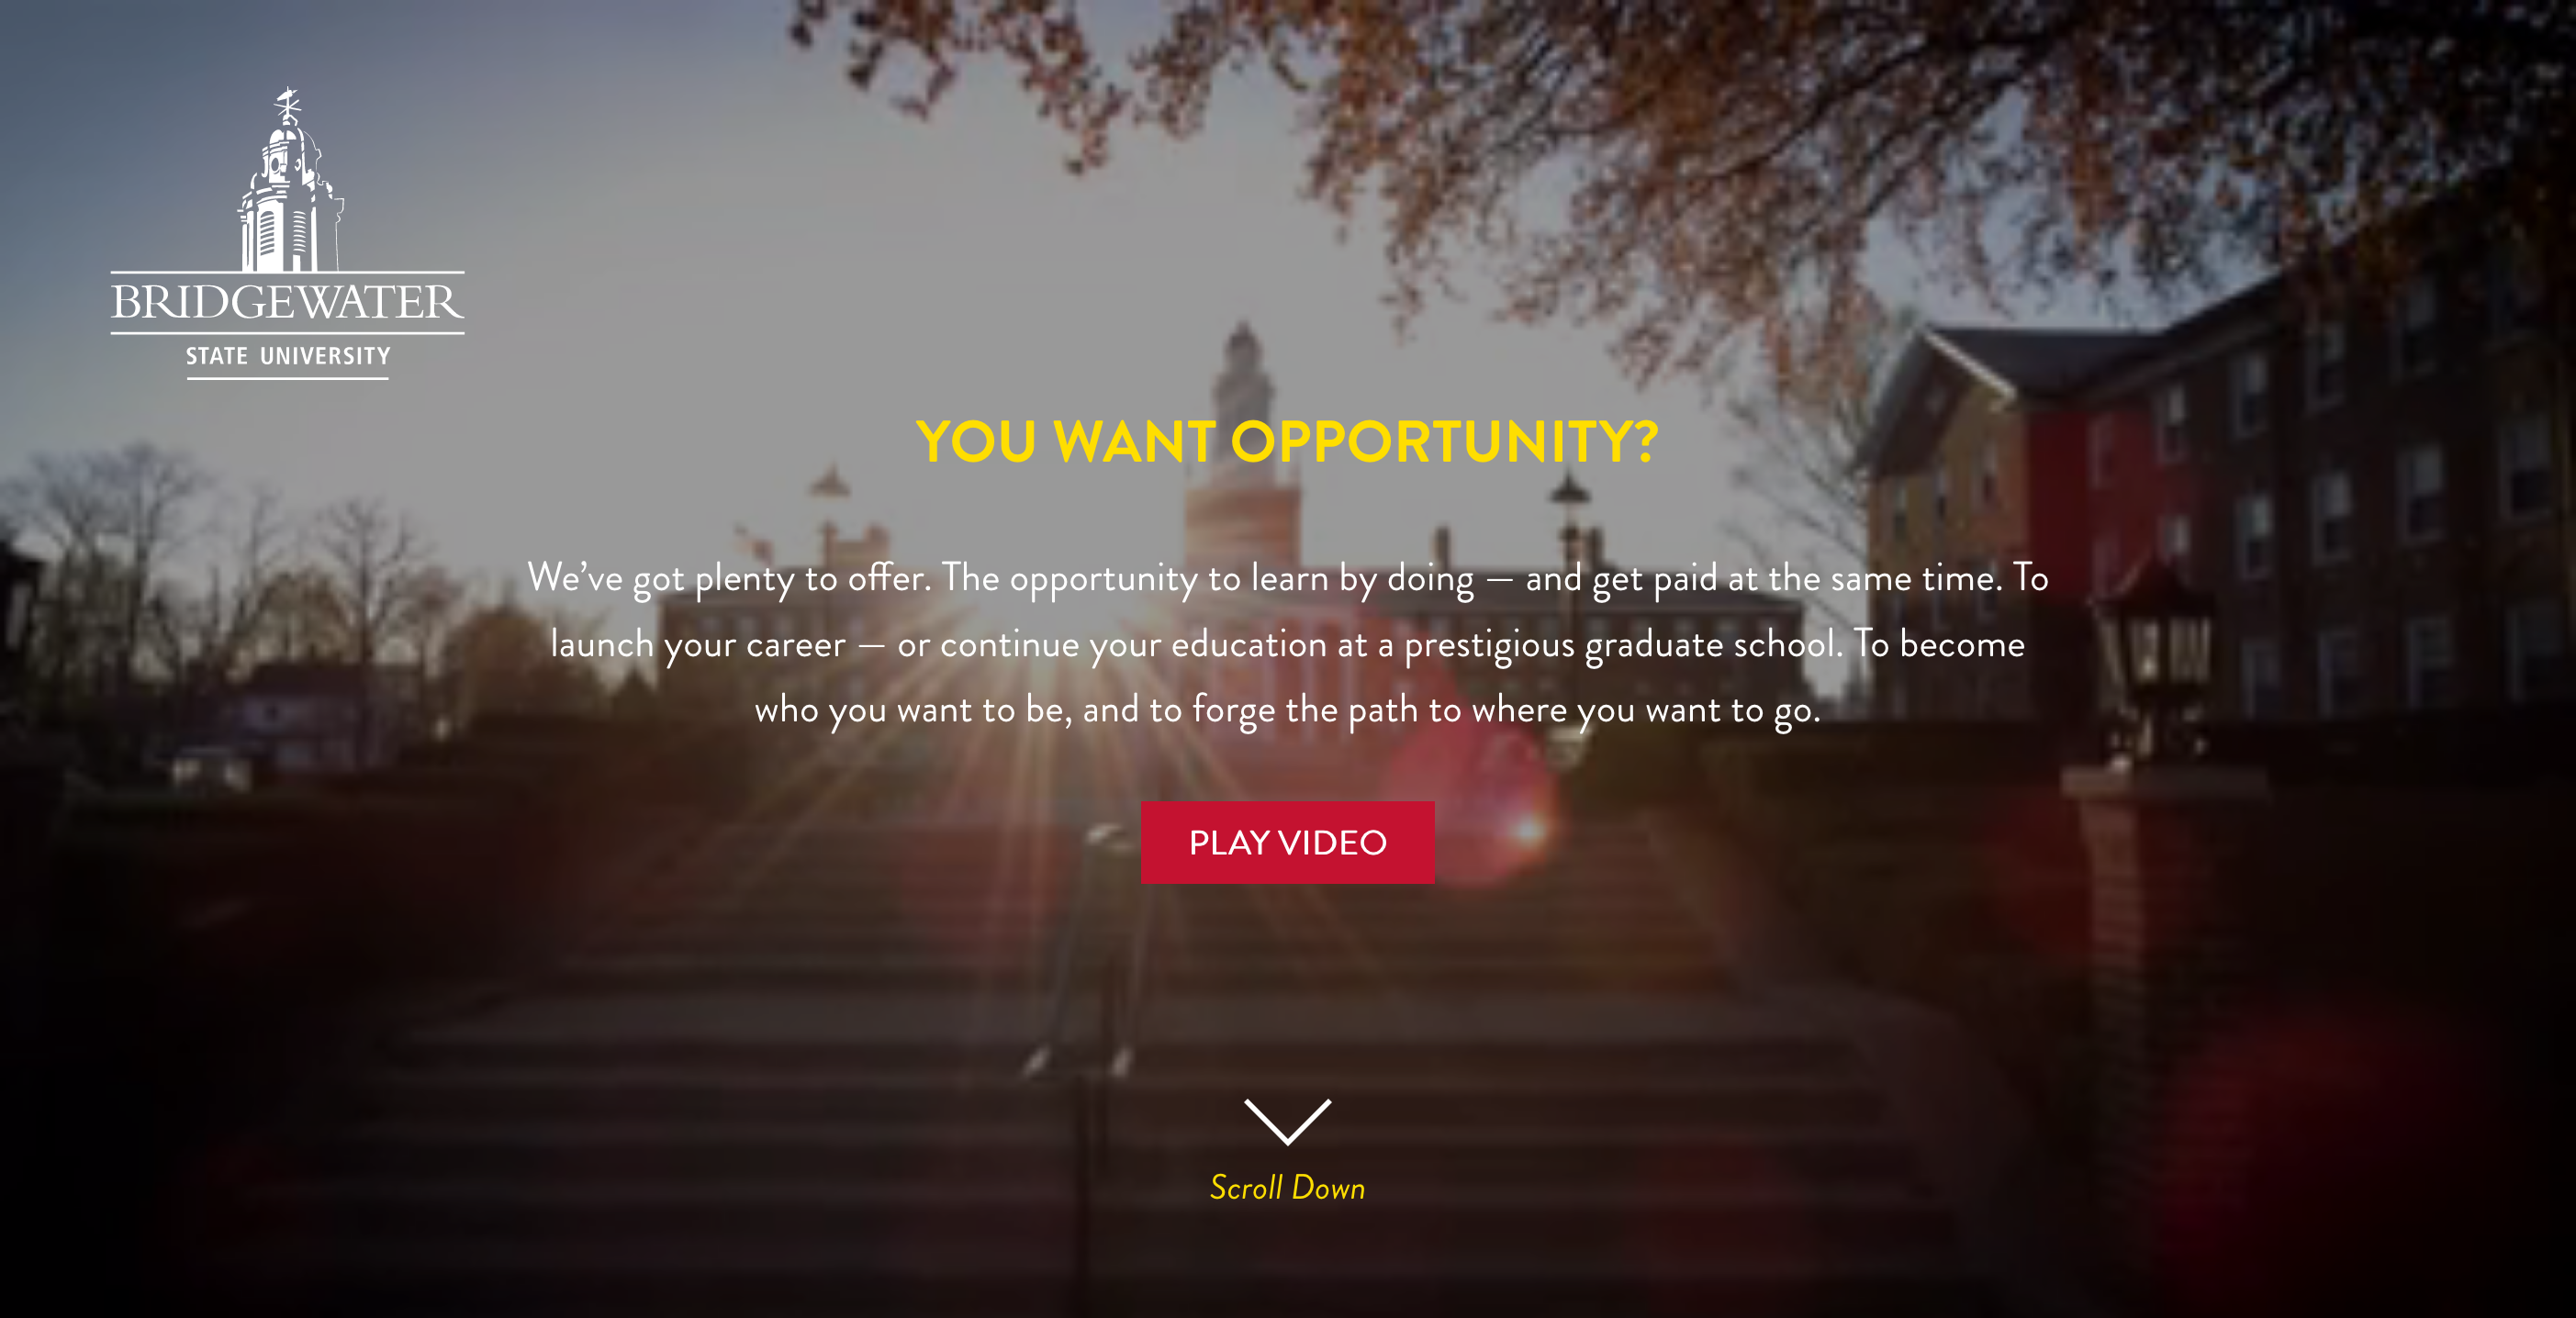 BRIDGEWATER
STATE UNIVERSITY
YOU WANT OPPORTUNITY?
We’ve got plenty to offer. The opportunity to learn by doing — and get paid at the same time. To
launch your career — or continue your education at a prestigious graduate school. To become
who you want to be, and to forge the path to where you want to go.
PLAY VIDEO
Scroll Down